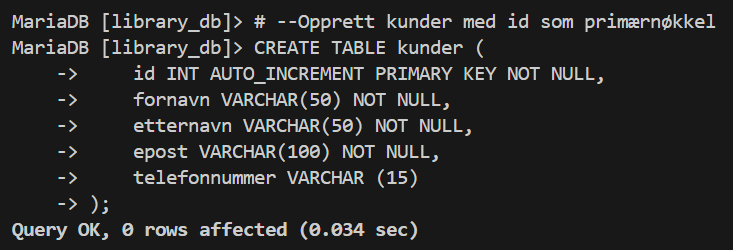 MariaDB [library_db]> # --Opprett kunder med id som primærnøkkel
MariaDB [library_db]> CREATE TABLE kunder (
    ->     id INT AUTO_INCREMENT PRIMARY KEY NOT NULL,
    ->     fornavn VARCHAR(50) NOT NULL,
    ->     etternavn VARCHAR(50) NOT NULL,
    ->     epost VARCHAR(100) NOT NULL,
    ->     telefonnummer VARCHAR (15)
    -> );
Query OK, 0 rows affected (0.034 sec)